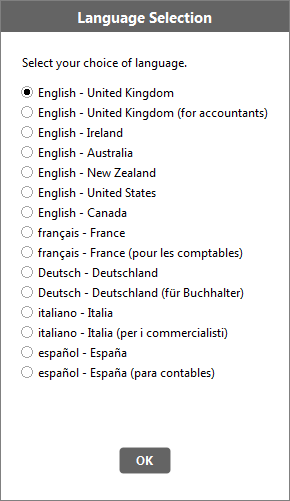 Language Selection
Select your choice of language.
English - United Kingdom
English - United Kingdom (for accountants)
English - Ireland
English - Australia
English - New Zealand
English - United States
English - Canada
français - France
français - France (pour les comptables)
Deutsch - Deutschland
Deutsch - Deutschland (für Buchhalter)
italiano - Italia
italiano - Italia (per i commercialisti)
español - España
español - España (para contables)
OK